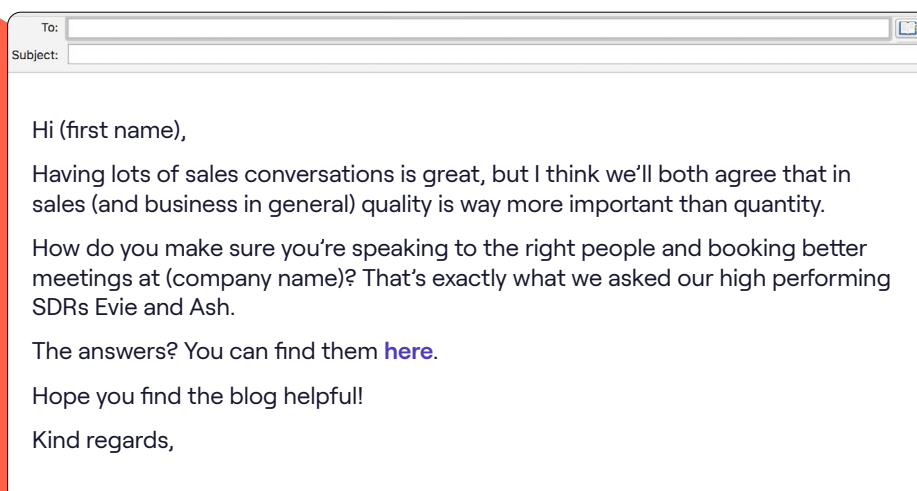 To:
Subject:
Hi (first name),
Having lots of sales conversations is great, but I think we’ll both agree that in
sales (and business in general) quality is way more important than quantity.
How do you make sure you’re speaking to the right people and booking better
meetings at (company name)? That’s exactly what we asked our high performing
SDRs Evie and Ash.
The answers? You can find them here.
Hope you find the blog helpful!
Kind regards,